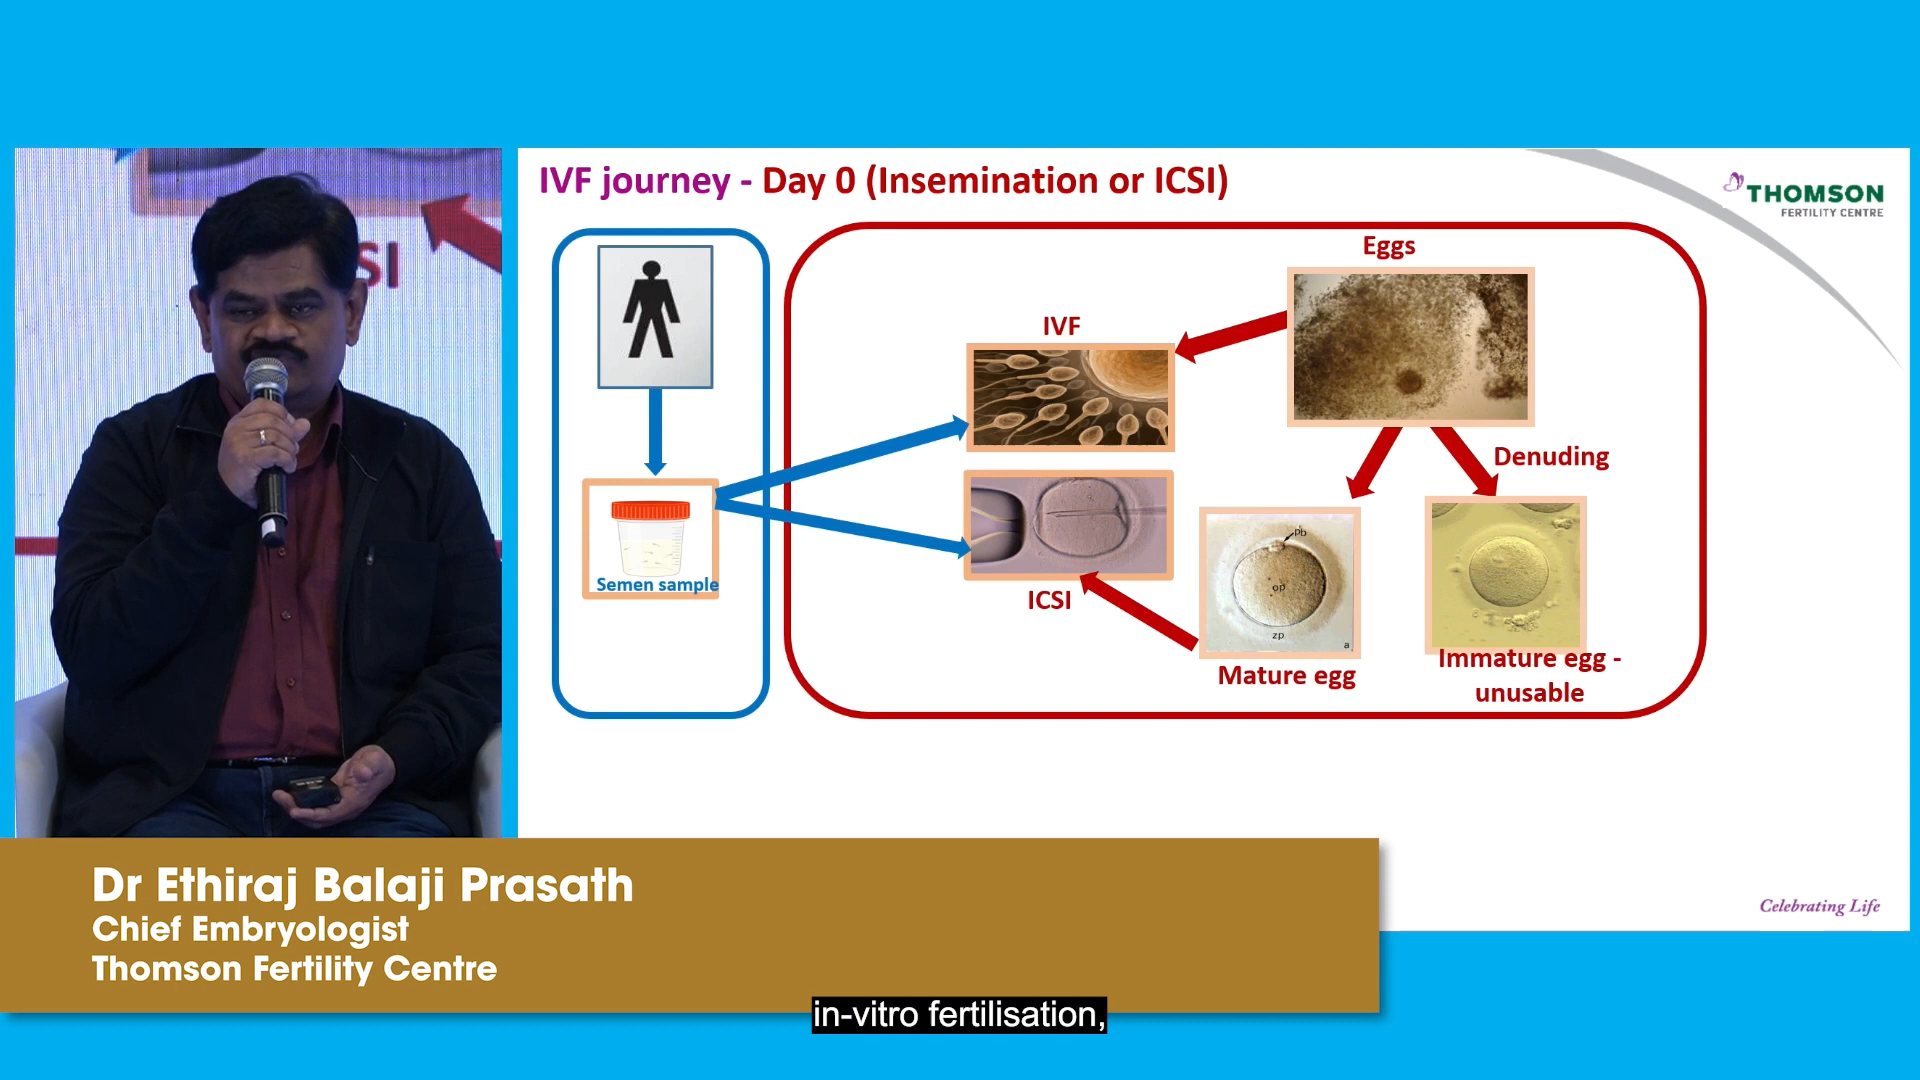 SI
IVF journey - Day 0 (Insemination or ICSI)
THOMSON
FERTILITY CENTRE
Eggs
IVF
Denuding
Semen sample
ICSI
pb
op
zp
a
Mature egg
Immature egg -
unusable
Celebrating Life
Dr Ethiraj Balaji Prasath
Chief Embryologist
Thomson Fertility Centre
in-vitro fertilisation,